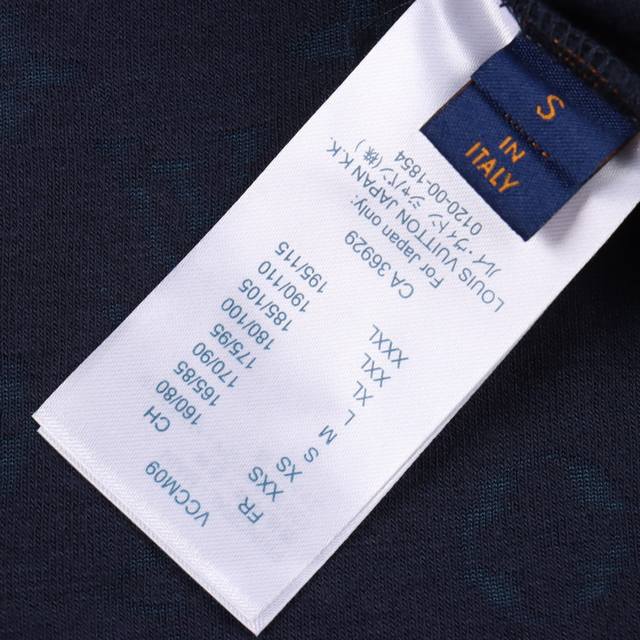 S
IN
ITALY
VCCM09
FR CH
XXS 160/80
XS 165/85
S 170/90
M 175/95
L 180/100
XL 185/105
XXL 190/110
XXXL 195/115
CA 36929
For Japan only.
LOUIS VUITTON JAPAN K.K.
ルイ・ヴィトン ジャパン(株)
0120-00-1854